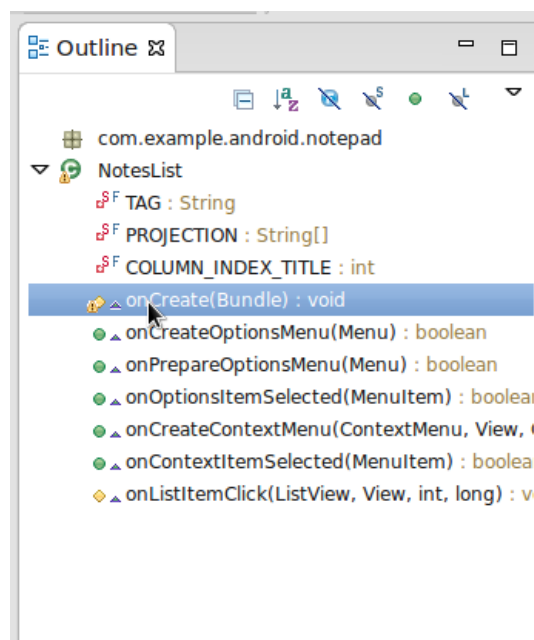 Outline
com.example.android.notepad
NotesList
TAG : String
PROJECTION : String[]
COLUMN_INDEX_TITLE : int
onCreate(Bundle) : void
onCreateOptionsMenu(Menu) : boolean
onPrepareOptionsMenu(Menu) : boolean
onOptionsItemSelected(MenuItem) : boolea
onCreateContextMenu(ContextMenu, View,
onContextItemSelected(MenuItem) : boolea
onListItemClick(ListView, View, int, long) : v